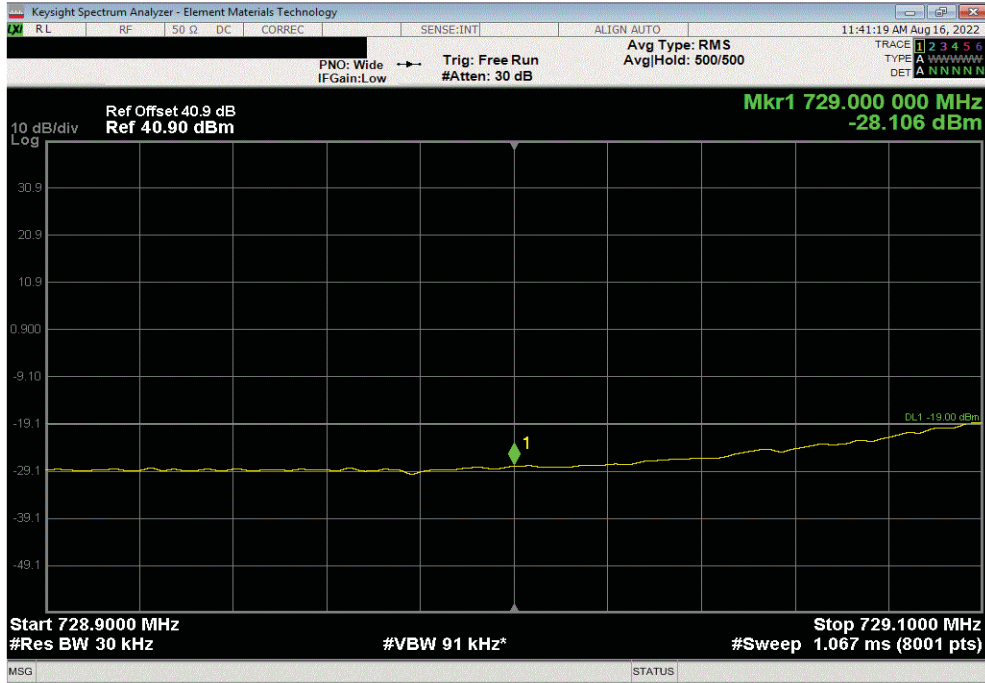 Keysight Spectrum Analyzer - Element Materials Technology
LXI RL RF 50 Ω DC CORREC SENSE:INT ALIGN AUTO 11:41:19 AM Aug 16, 2022
PNO: Wide Trig: Free Run Avg Type: RMS TRACE 1 2 3 4 5 6
IFGain:Low #Atten: 30 dB Avg|Hold: 500/500 TYPE A WWWWW
DET A N N N N N
Mkr1 729.000 000 MHz
-28.106 dBm
Ref Offset 40.9 dB
10 dB/div Ref 40.90 dBm
Log
30.9
20.9
10.9
0.900
-9.10
-19.1
DL1 -19.00 dBm
1
-29.1
-39.1
-49.1
Start 728.9000 MHz Stop 729.1000 MHz
#Res BW 30 kHz #VBW 91 kHz* #Sweep 1.067 ms (8001 pts)
MSG STATUS